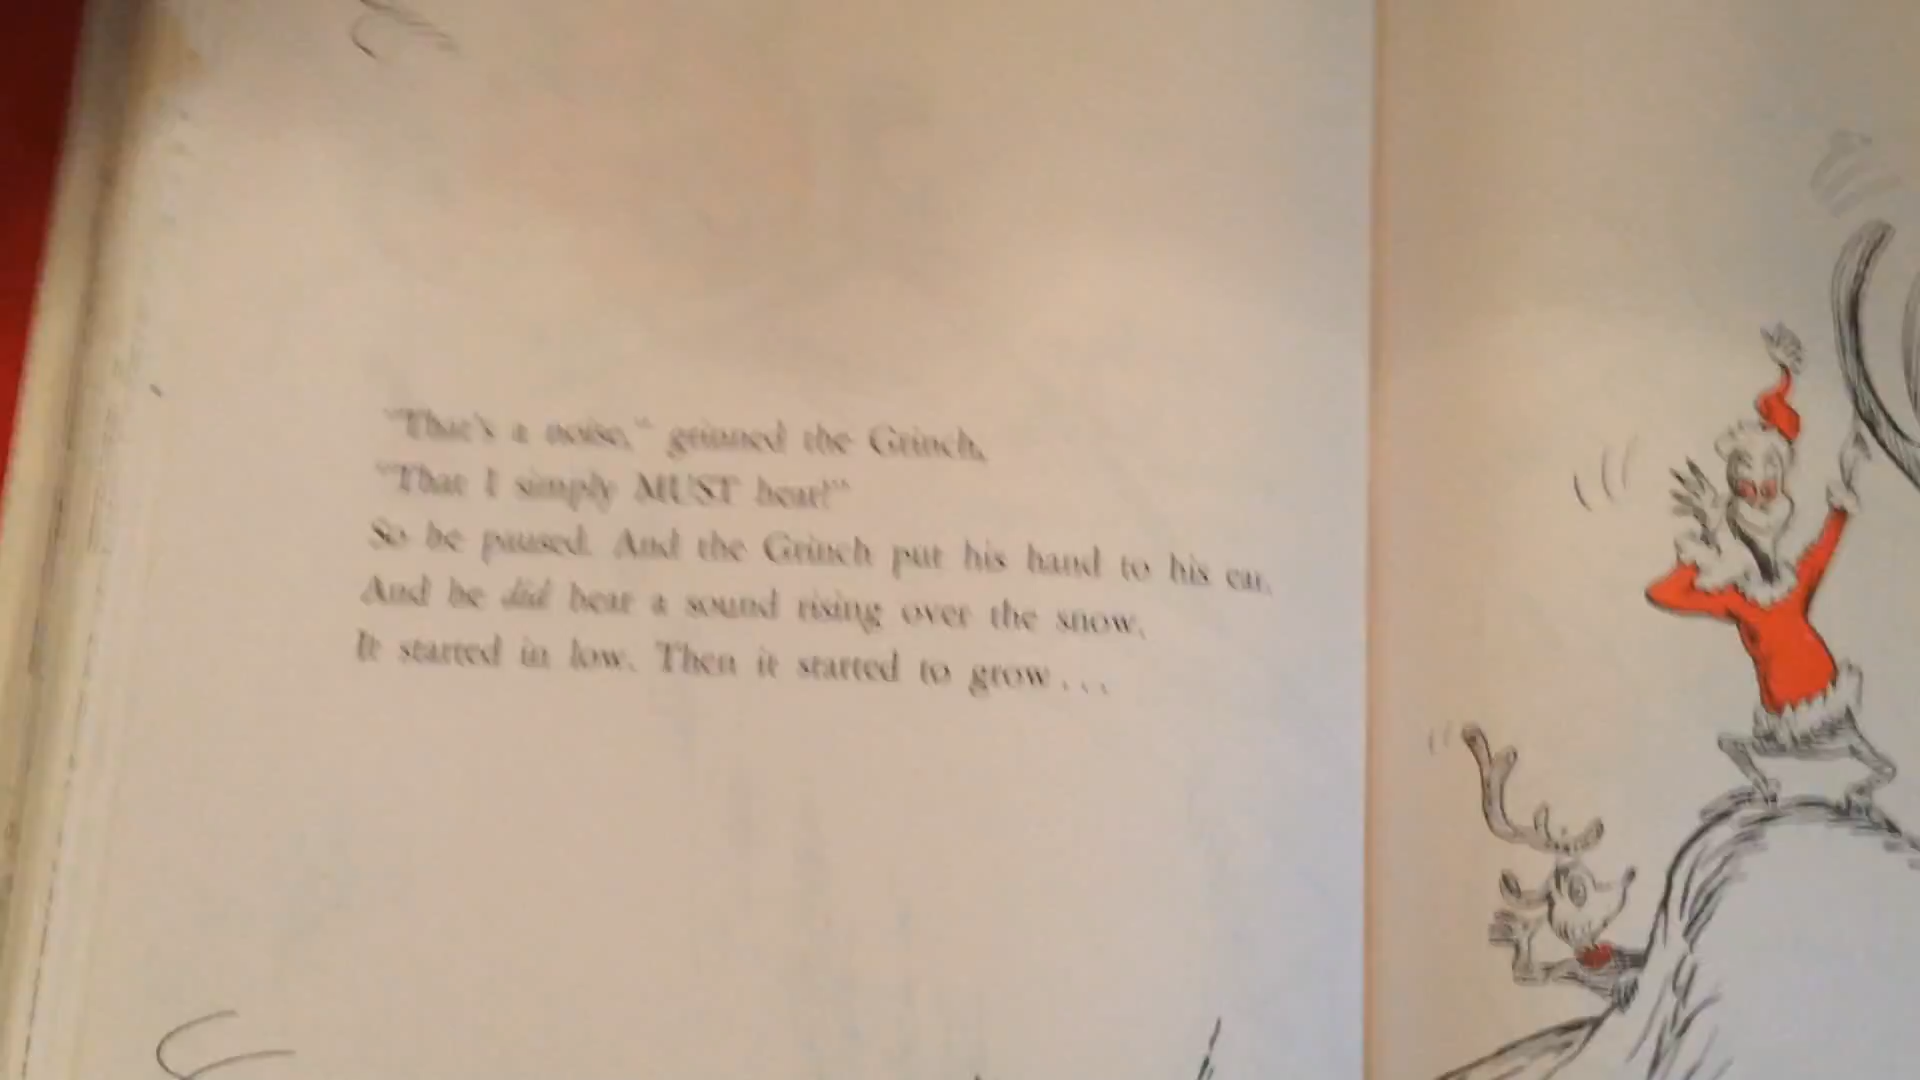 "That's a noise," grinned the Grinch,
"That I simply MUST hear!"
So he paused. And the Grinch put his hand to his ear.
And he did hear a sound rising over the snow.
It started in low. Then it started to grow . . .